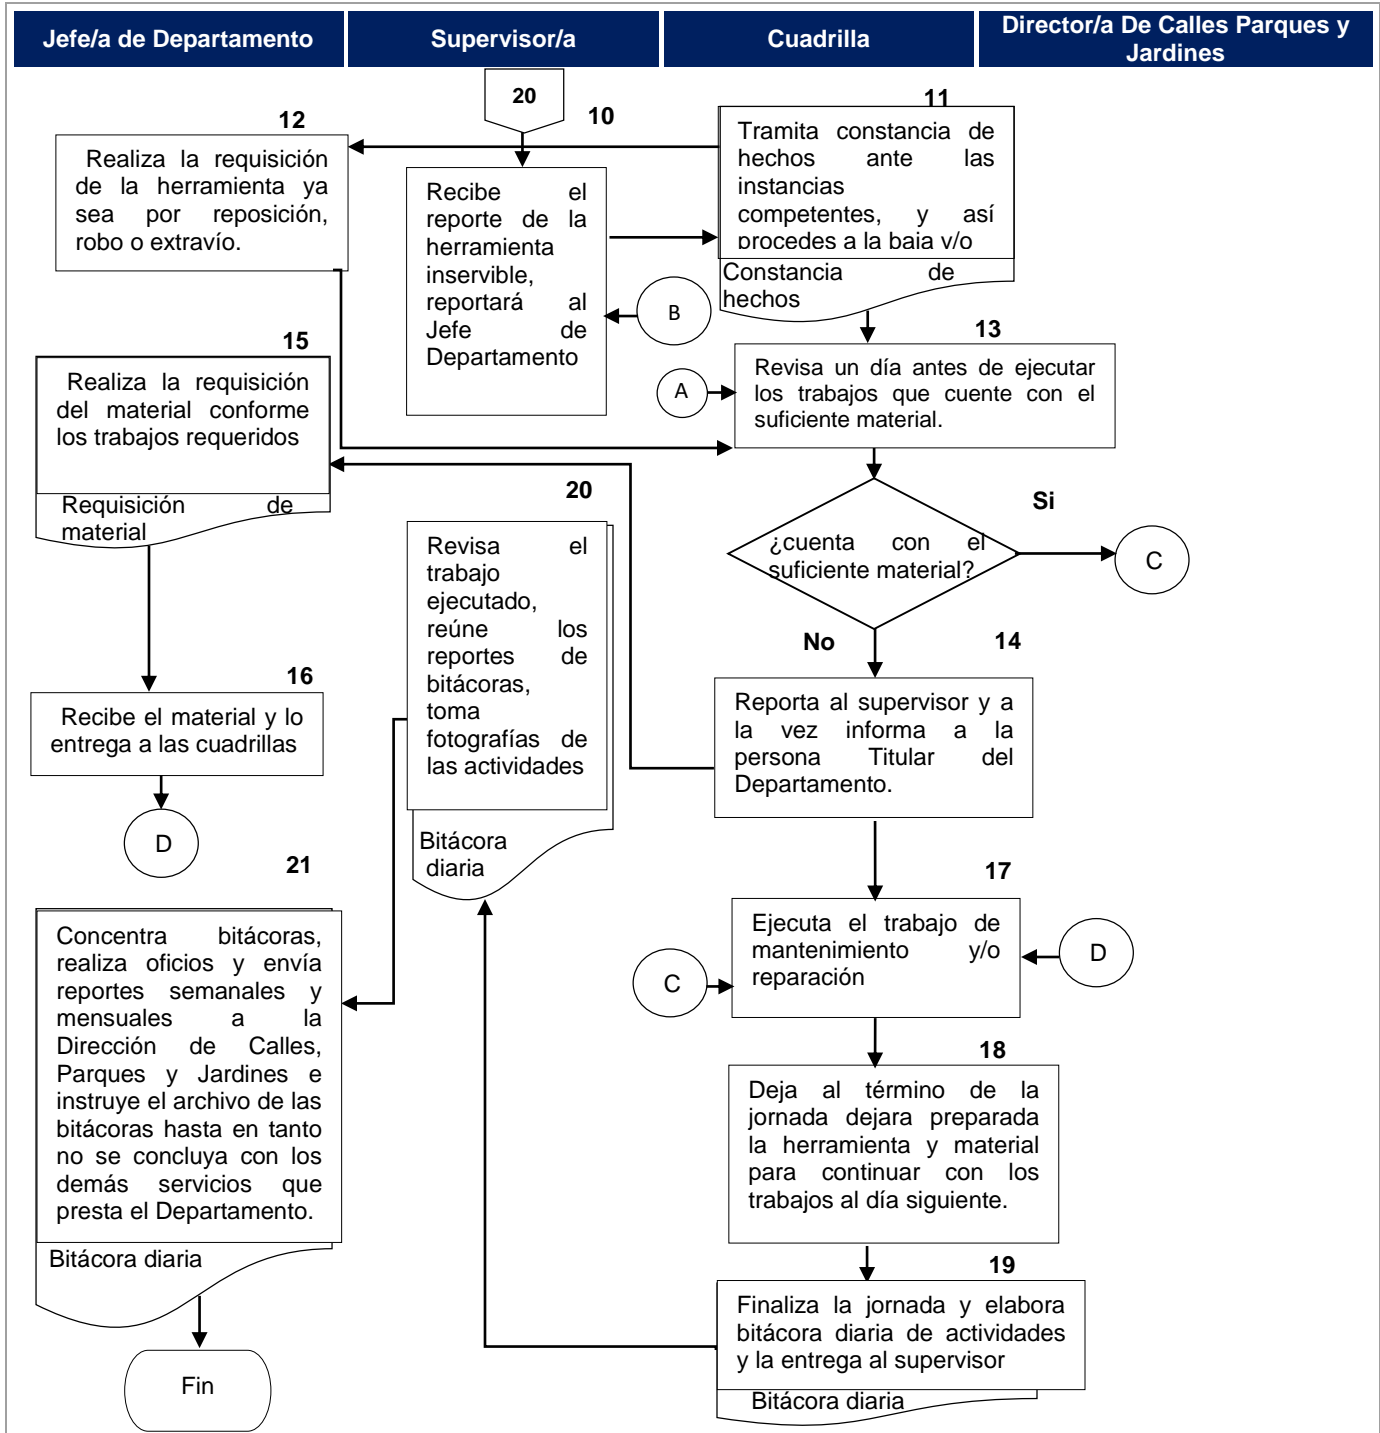 Jefe/a de Departamento
Supervisor/a
Cuadrilla
Director/a De Calles Parques y
Jardines
20
10
Recibe el
reporte de la
herramienta
inservible,
reportará al
Jefe de
Departamento
B
11
Tramita constancia de
hechos ante las
instancias
competentes, y así
procedes a la baja y/o
Constancia de
hechos
12
Realiza la requisición
de la herramienta ya
sea por reposición,
robo o extravío.
13
Revisa un día antes de ejecutar
los trabajos que cuente con el
suficiente material.
A
¿cuenta con el
suficiente material?
Si
C
No
14
Reporta al supervisor y a
la vez informa a la
persona Titular del
Departamento.
15
Realiza la requisición
del material conforme
los trabajos requeridos
Requisición de
material
16
Recibe el material y lo
entrega a las cuadrillas
D
17
Ejecuta el trabajo de
mantenimiento y/o
reparación
C
D
18
Deja al término de la
jornada dejara preparada
la herramienta y material
para continuar con los
trabajos al día siguiente.
19
Finaliza la jornada y elabora
bitácora diaria de actividades
y la entrega al supervisor
Bitácora diaria
20
Revisa el
trabajo
ejecutado,
reúne los
reportes de
bitácoras,
toma
fotografías de
las actividades
Bitácora
diaria
21
Concentra bitácoras,
realiza oficios y envía
reportes semanales y
mensuales a la
Dirección de Calles,
Parques y Jardines e
instruye el archivo de las
bitácoras hasta en tanto
no se concluya con los
demás servicios que
presta el Departamento.
Bitácora diaria
Fin